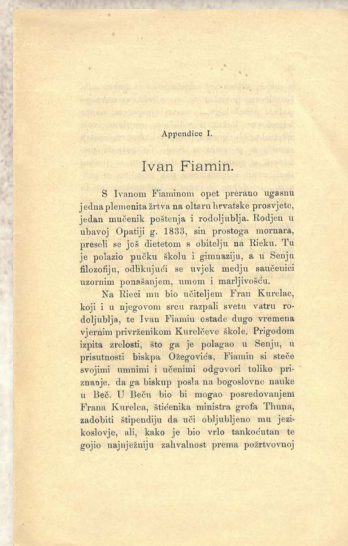 Appendice I.
Ivan Fiamin.
S Ivanom Fiaminom opet prerano ugasnu
jedna plemenita žrtva na oltaru hrvatske prosvjete,
jedan mučenik poštenja i rodoljublja. Rodjen u
ubavoj Opatiji g. 1833, sin prostoga mornara,
preseli se još djetetom s obitelju na Rieku. Tu
je polazio pučku školu i gimnaziju, a u Senju
filozofiju, odlikujući se uvjek medju saučenici
uzornim ponašanjem, umom i marljivošću.
Na Rieci mu bio učiteljem Fran Kurelac,
koji i u njegovom srcu razpali svetu vatru ro-
doljublja, te Ivan Fiamin ostade dugo vremena
vjernim privrženikom Kurelčeve škole. Prigodom
izpita zrelosti, što ga je polagao u Senju, u
prisutnosti biskpa Ožegovića, Fiamin si steče
svojimi umnimi i učenimi odgovori toliko pri-
znanje, da ga biskup posla na bogoslovne nauke
u Beč. U Beču bio bi mogao posredovanjem
Frana Kurelca, štićenika ministra grofa Thuna,
zadobiti štipendiju da uči obljubljeno mu jezi-
koslovje, ali, kako je bio vrlo tankoćutan te
gojio najnježniju zahvalnost prema požrtvovnoj